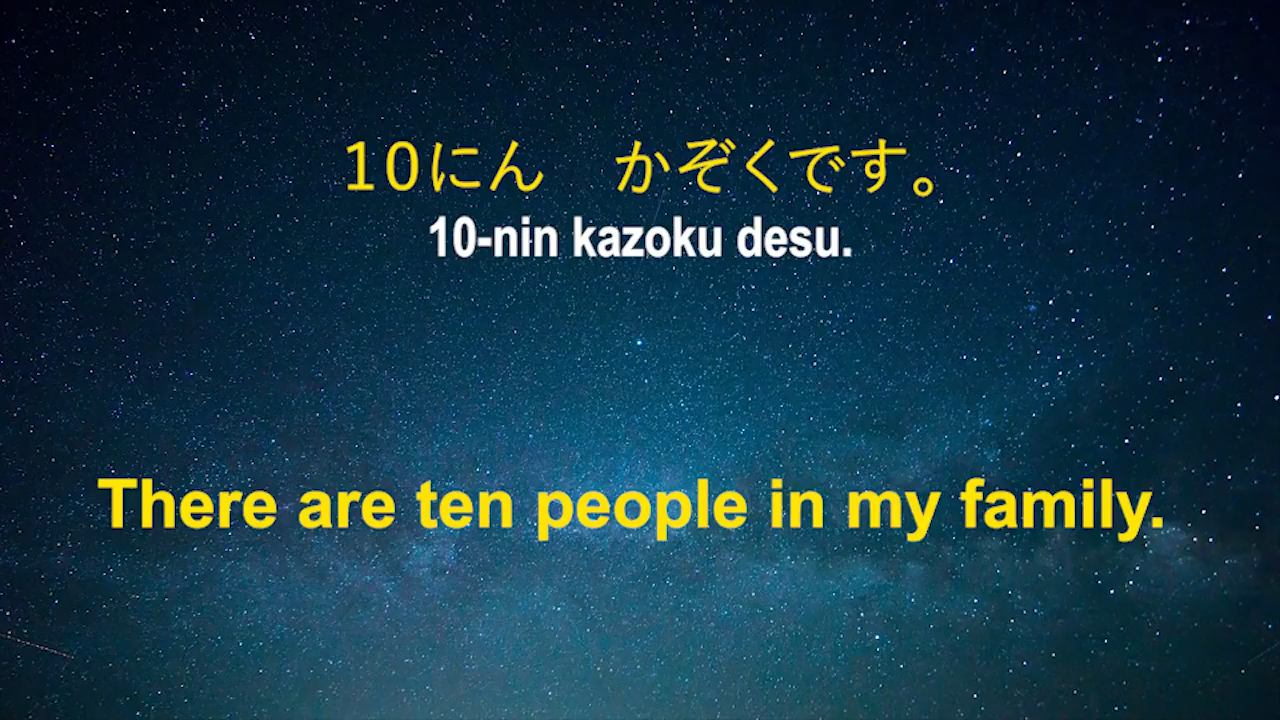 10にん　かぞくです。
10-nin kazoku desu.
There are ten people in my family.